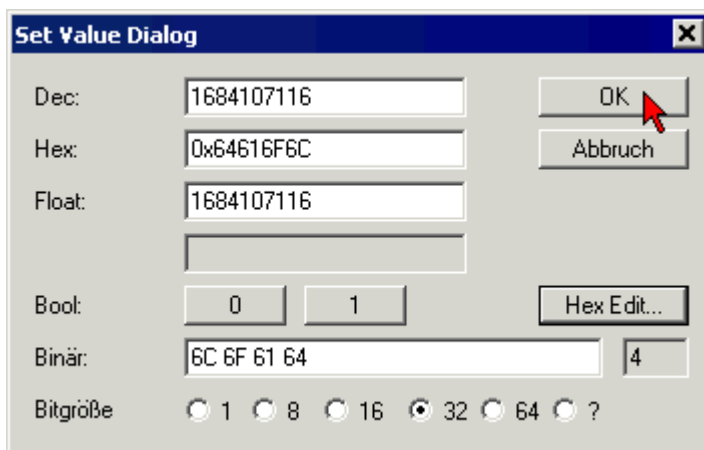 Set Value Dialog
Dec: 1684107116 OK
Hex: 0x64616F6C Abbruch
Float: 1684107116
Bool: 0 1 Hex Edit...
Binär: 6C 6F 61 64 4
Bitgröße 1 8 16 32 64 ?